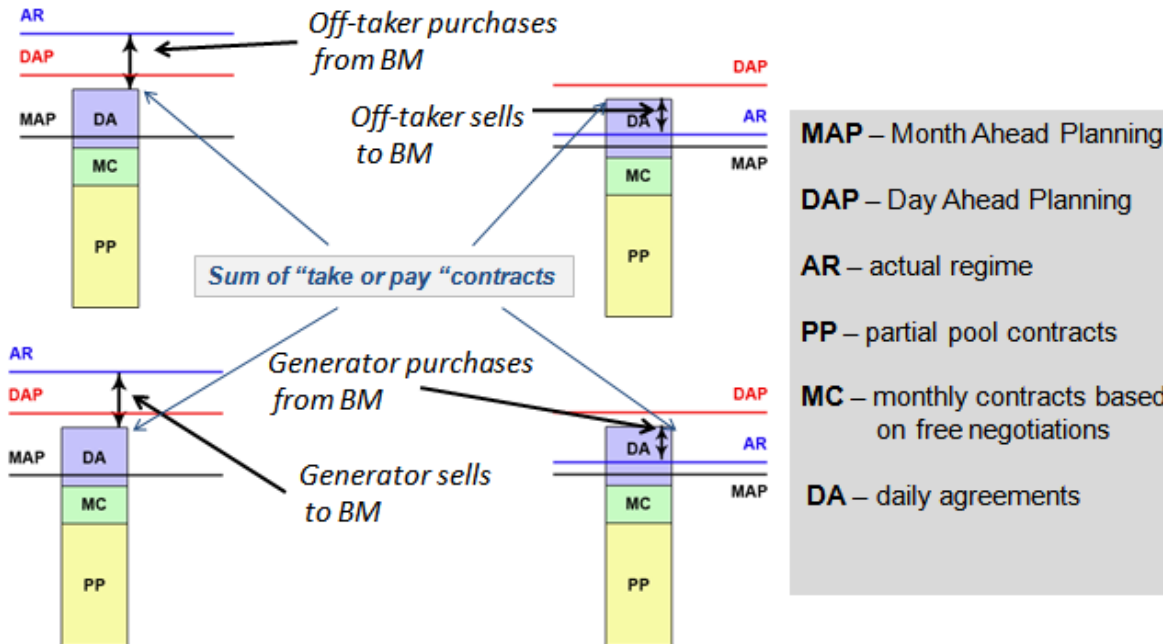 AR
Off-taker purchases
from BM
DAP
MAP
DA
MC
PP
DAP
Off-taker sells
to BM
DA
AR
MAP
MC
PP
Sum of “take or pay “contracts
AR
DAP
MAP
DA
MC
PP
Generator purchases
from BM
Generator sells
to BM
DAP
DA
AR
MAP
MC
PP
MAP – Month Ahead Planning
DAP – Day Ahead Planning
AR – actual regime
PP – partial pool contracts
MC – monthly contracts based
on free negotiations
DA – daily agreements